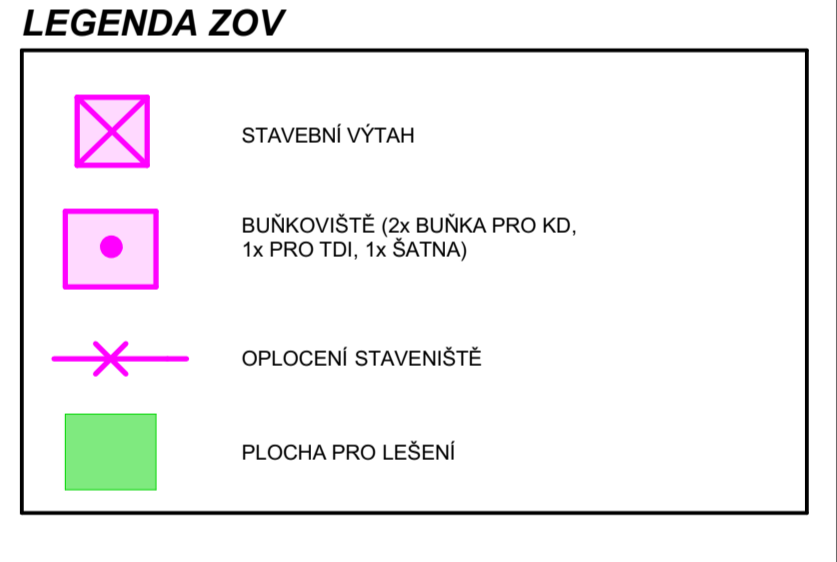 LEGENDA ZOV
STAVEBNÍ VÝTAH
BUŇKOVIŠTĚ (2x BUŇKA PRO KD,
1x PRO TDI, 1x ŠATNA)
OPLOCENÍ STAVENIŠTĚ
PLOCHA PRO LEŠENÍ